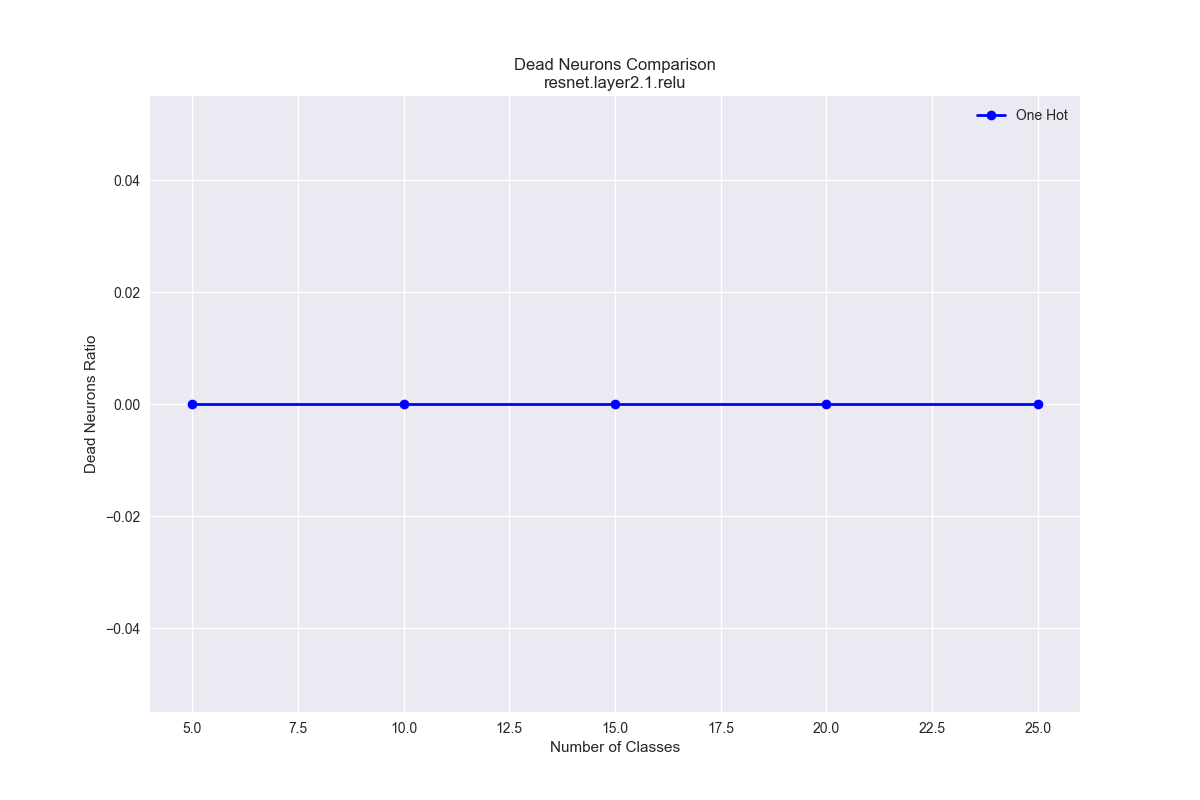 Dead Neurons Comparison
resnet.layer2.1.relu
One Hot
0.04
0.02
0.00
−0.02
−0.04
Dead Neurons Ratio
5.0 7.5 10.0 12.5 15.0 17.5 20.0 22.5 25.0
Number of Classes